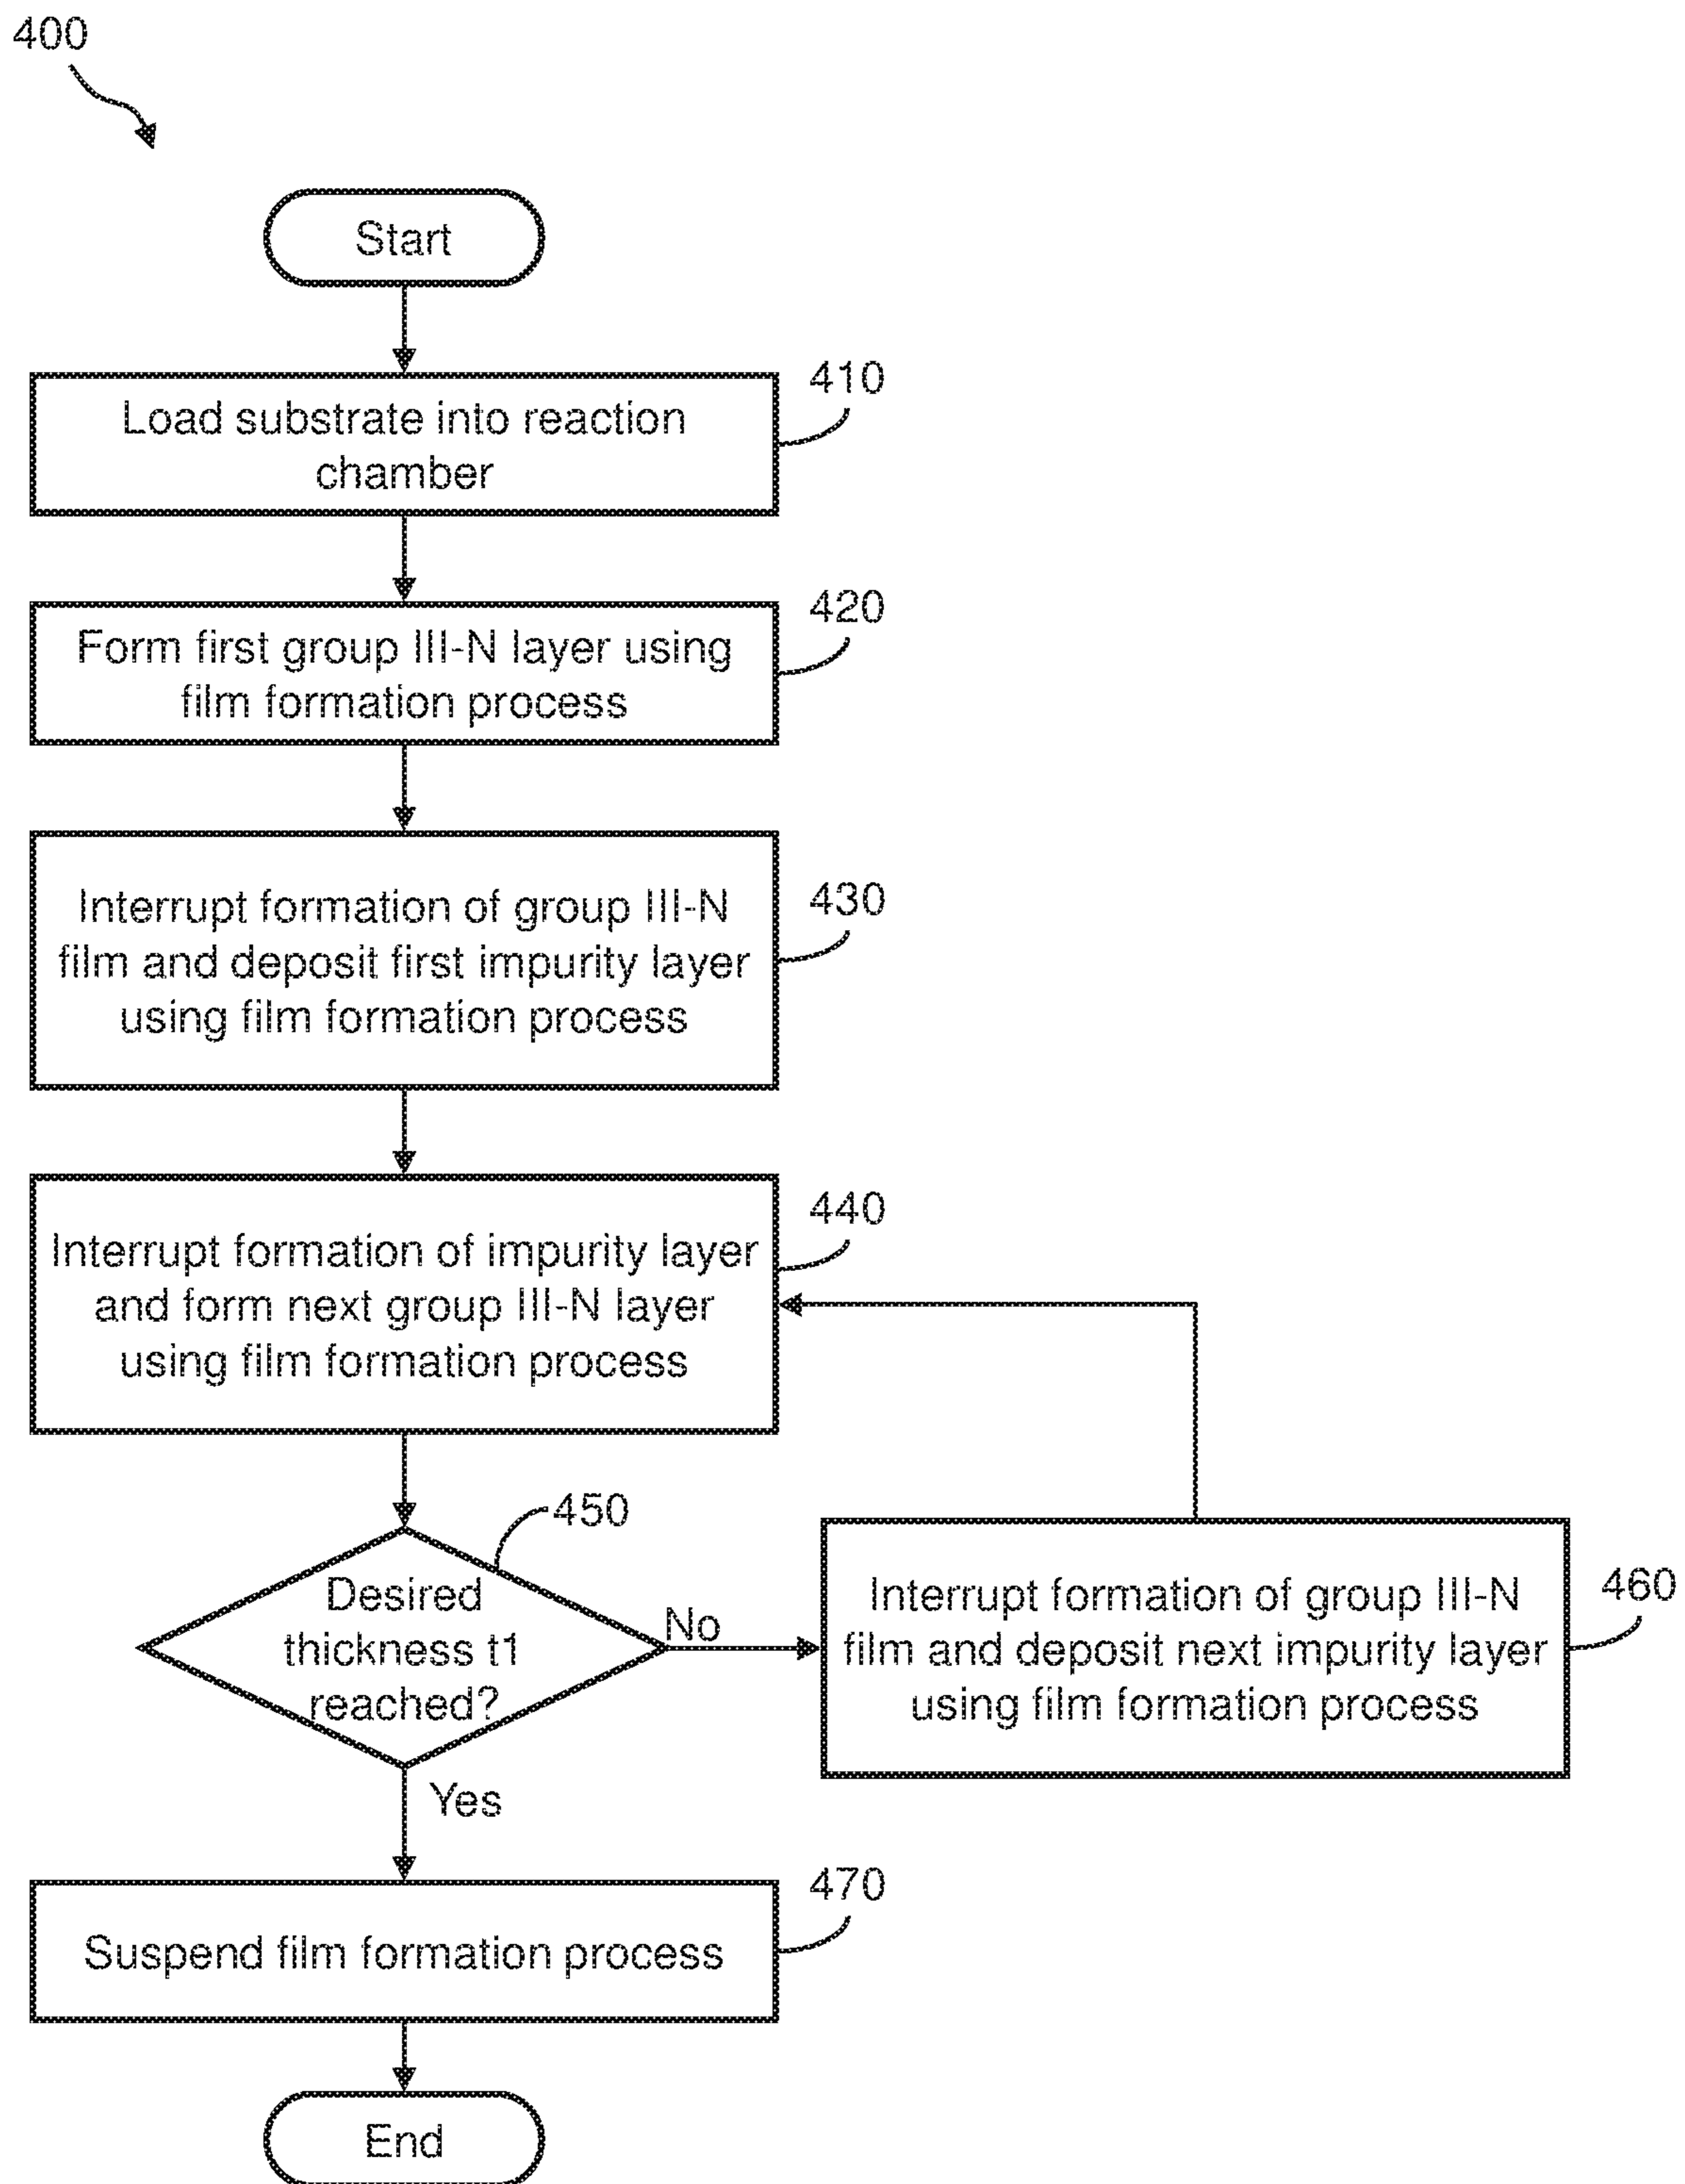 400
Start
410
Load substrate into reaction
chamber
420
Form first group III-N layer using
film formation process
430
Interrupt formation of group III-N
film and deposit first impurity layer
using film formation process
440
Interrupt formation of impurity layer
and form next group III-N layer
using film formation process
450
Desired
thickness t1
reached?
No
460
Interrupt formation of group III-N
film and deposit next impurity layer
using film formation process
Yes
470
Suspend film formation process
End